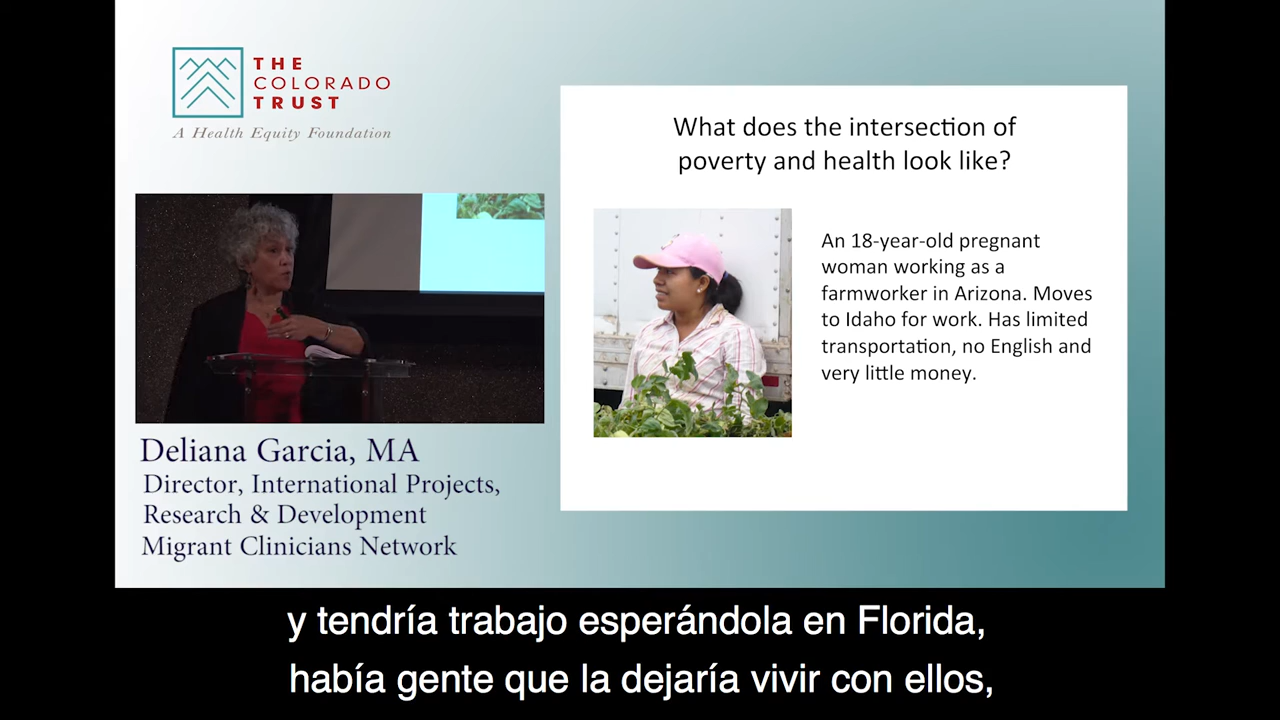 THE
COLORADO
TRUST
A Health Equity Foundation
What does the intersection of
poverty and health look like?
An 18-year-old pregnant
woman working as a
farmworker in Arizona. Moves
to Idaho for work. Has limited
transportation, no English and
very little money.
Deliana Garcia, MA
Director, International Projects,
Research & Development
Migrant Clinicians Network
y tendría trabajo esperándola en Florida,
había gente que la dejaría vivir con ellos,